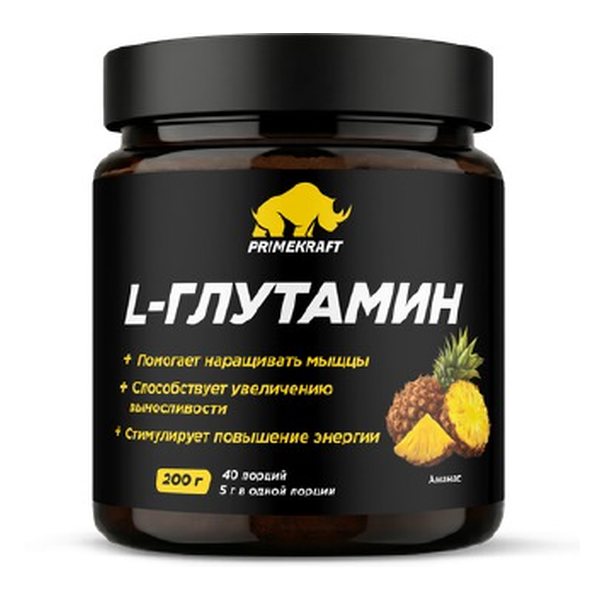 PRIMEKRAFT
L-ГЛУТАМИН
+ Помогает наращивать мышцы
+ Способствует увеличению
выносливости
+ Стимулирует повышение энергии
200 г
40 порций
5 г в одной порции
Ананас